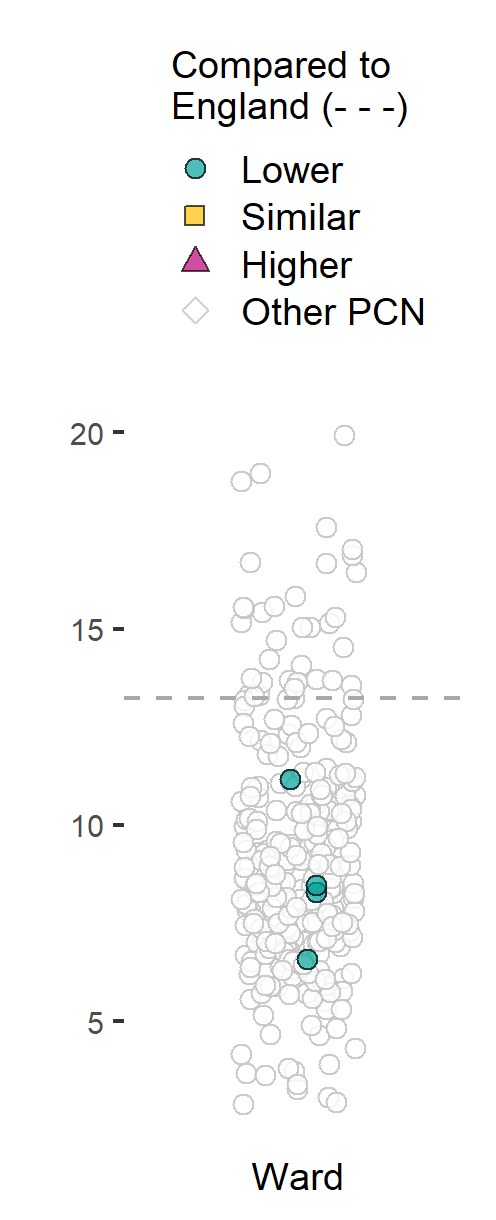 Compared to
England (- - -)
Lower
Similar
Higher
Other PCN
20
15
10
5
Ward